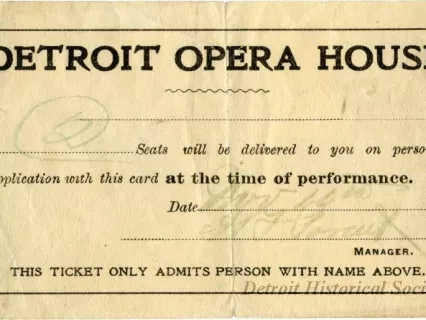 DETROIT OPERA HOUS
2
Seats will be delivered to you on perso
pplication with this card at the time of performance.
Date
MANAGER.
THIS TICKET ONLY ADMITS PERSON WITH NAME ABOVE.
Detroit Historical Soci